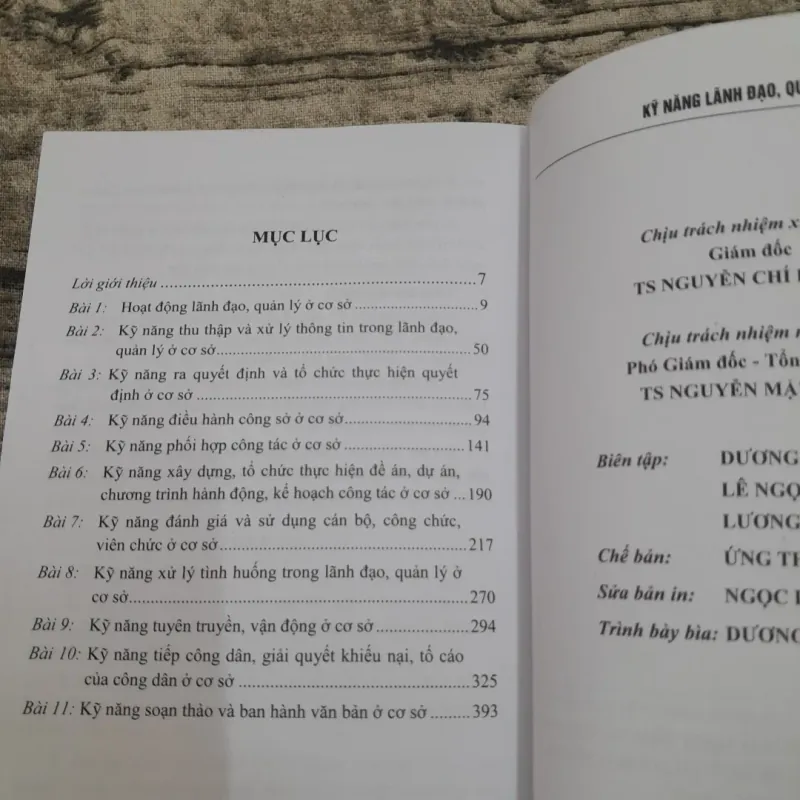 MỤC LỤC
Lời giới thiệu ........................................................7
Bài 1: Hoạt động lãnh đạo, quản lý ở cơ sở ........................9
Bài 2: Kỹ năng thu thập và xử lý thông tin trong lãnh đạo,
quản lý ở cơ sở.............................................50
Bài 3: Kỹ năng ra quyết định và tổ chức thực hiện quyết
định ở cơ sở ................................................75
Bài 4: Kỹ năng điều hành công sở ở cơ sở..........................94
Bài 5: Kỹ năng phối hợp công tác ở cơ sở ........................141
Bài 6: Kỹ năng xây dựng, tổ chức thực hiện đề án, dự án,
chương trình hành động, kế hoạch công tác ở cơ sở ...190
Bài 7: Kỹ năng đánh giá và sử dụng cán bộ, công chức,
viên chức ở cơ sở...........................................217
Bài 8: Kỹ năng xử lý tình huống trong lãnh đạo, quản lý ở
cơ sở.........................................................270
Bài 9: Kỹ năng tuyên truyền, vận động ở cơ sở .................294
Bài 10: Kỹ năng tiếp công dân, giải quyết khiếu nại, tố cáo
của công dân ở cơ sở ......................................325
Bài 11: Kỹ năng soạn thảo và ban hành văn bản ở cơ sở .........393
KỸ NĂNG LÃNH ĐẠO, QU
Chịu trách nhiệm x
Giám đốc
TS NGUYỄN CHÍ
Chịu trách nhiệm
Phó Giám đốc - Tổn
TS NGUYỄN MẬ
Biên tập: DƯƠNG
LÊ NGỌ
LƯƠNG
Chế bản: ỨNG TH
Sửa bản in: NGỌC
Trình bày bìa: DƯƠNG